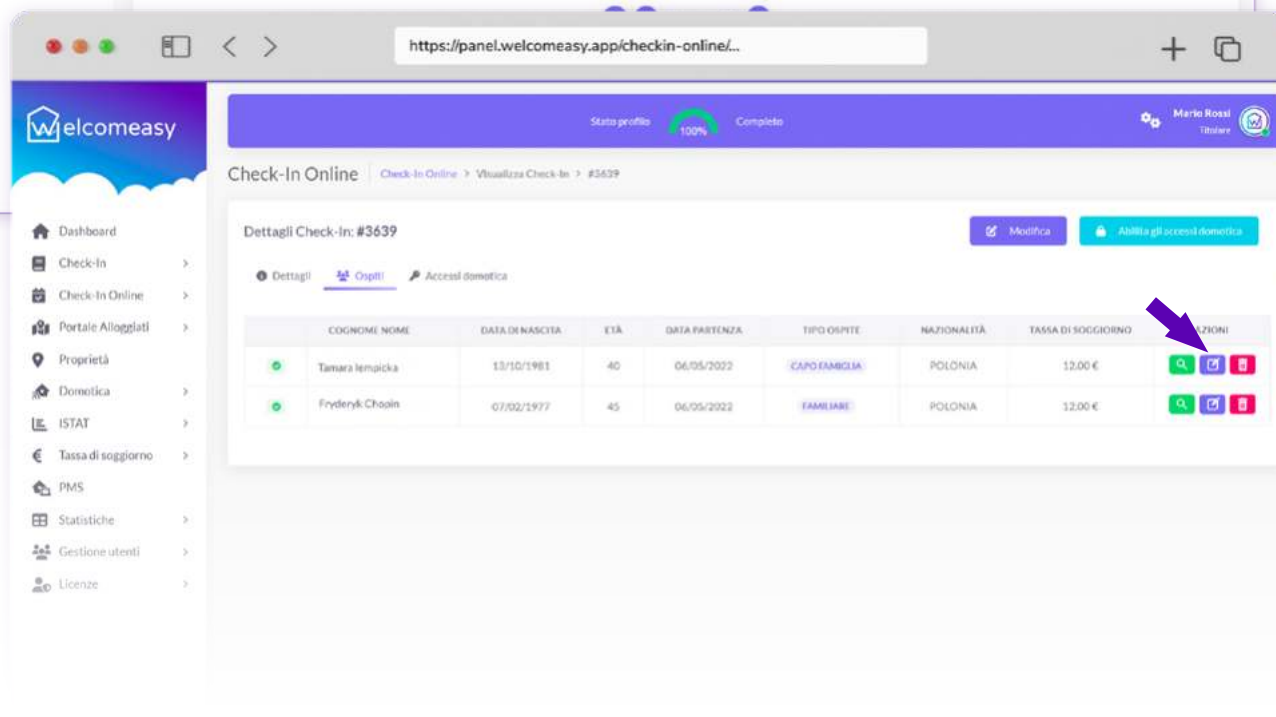 https://panel.welcomeasy.app/checkin-online/...
Welcomeasy
Stato profilo 100% Completo
Mario Rossi
Titolare
Check-In Online Check-In Online > Visualizza Check-In > #3639
Dashboard
Check-In
Check-In Online
Portale Alloggiati
Proprietà
Domotica
ISTAT
Tassa di soggiorno
PMS
Statistiche
Gestione utenti
Licenze
Dettagli Check-In: #3639
Modifica
Abilita gli accessi domotica
Dettagli Ospiti Accessi domotica
COGNOME NOME DATA DI NASCITA ETÀ DATA PARTENZA TIPO OSPITE NAZIONALITÀ TASSA DI SOGGIORNO AZIONI
Tamara lempicka 13/10/1981 40 06/05/2022 CAPO FAMIGLIA POLONIA 12.00 €
Fryderyk Chopin 07/02/1977 45 06/05/2022 FAMILIARE POLONIA 12.00 €